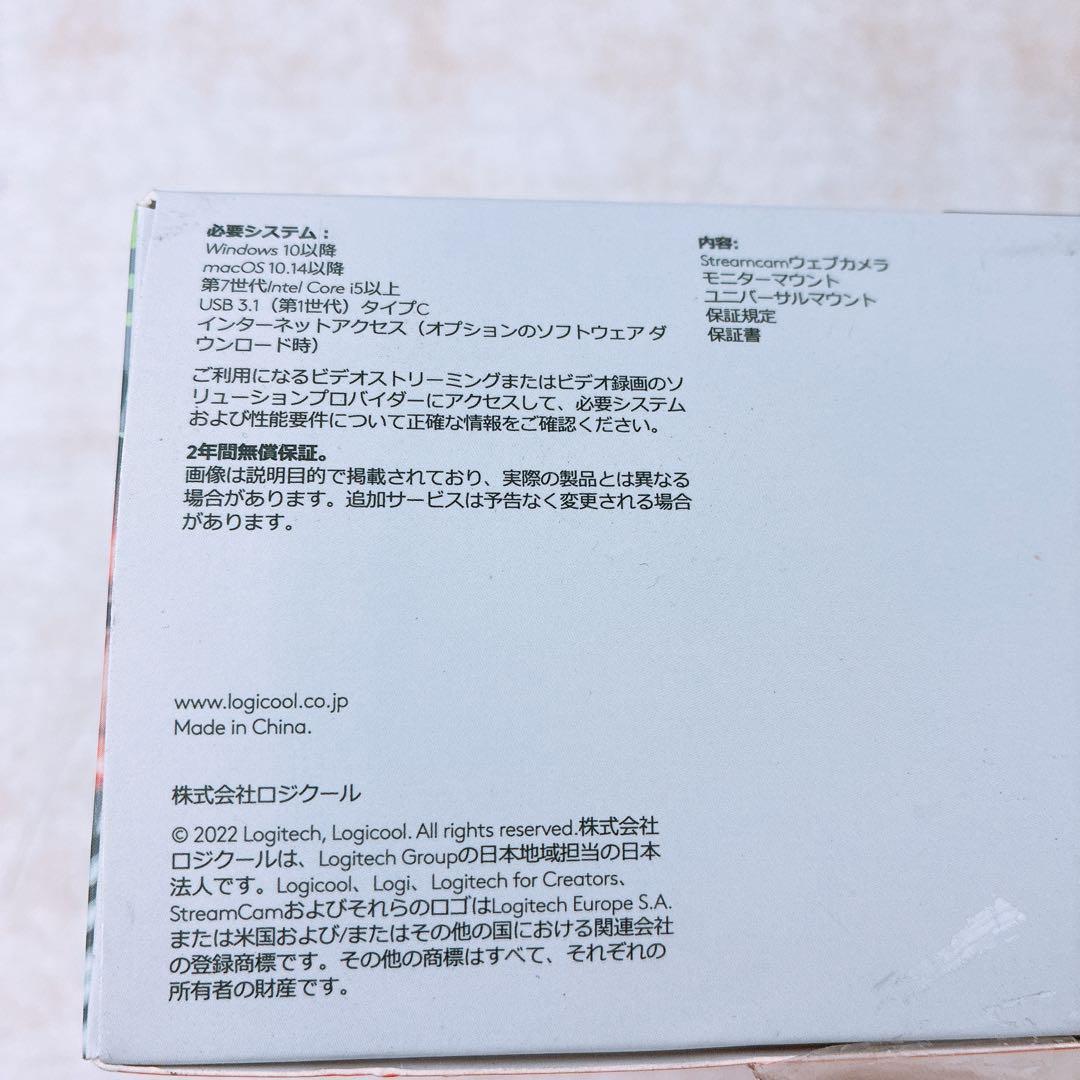 必要システム：
Windows 10以降
macOS 10.14以降
第7世代Intel Core i5以上
USB 3.1（第1世代）タイプC
インターネットアクセス（オプションのソフトウェア ダ
ウンロード時）
ご利用になるビデオストリーミングまたはビデオ録画のソ
リューションプロバイダーにアクセスして、必要システム
および性能要件について正確な情報をご確認ください。
2年間無償保証。
画像は説明目的で掲載されており、実際の製品とは異なる
場合があります。追加サービスは予告なく変更される場合
があります。
www.logicool.co.jp
Made in China.
株式会社ロジクール
© 2022 Logitech, Logicool. All rights reserved.株式会社
ロジクールは、Logitech Groupの日本地域担当の日本
法人です。Logicool、Logi、Logitech for Creators、
StreamCamおよびそれらのロゴはLogitech Europe S.A.
または米国および/またはその他の国における関連会社
の登録商標です。その他の商標はすべて、それぞれの
所有者の財産です。
内容:
Streamcamウェブカメラ
モニターマウント
ユニバーサルマウント
保証規定
保証書